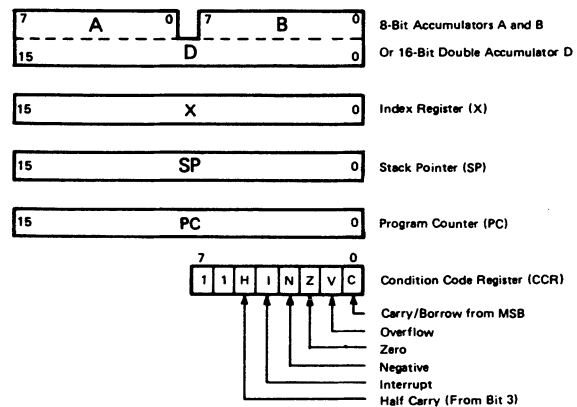 7 A 0 7 B 0 8-Bit Accumulators A and B
15 D 0 Or 16-Bit Double Accumulator D
15 X 0 Index Register (X)
15 SP 0 Stack Pointer (SP)
15 PC 0 Program Counter (PC)
7 0
1 1 H I N Z V C Condition Code Register (CCR)
Carry/Borrow from MSB
Overflow
Zero
Negative
Interrupt
Half Carry (From Bit 3)